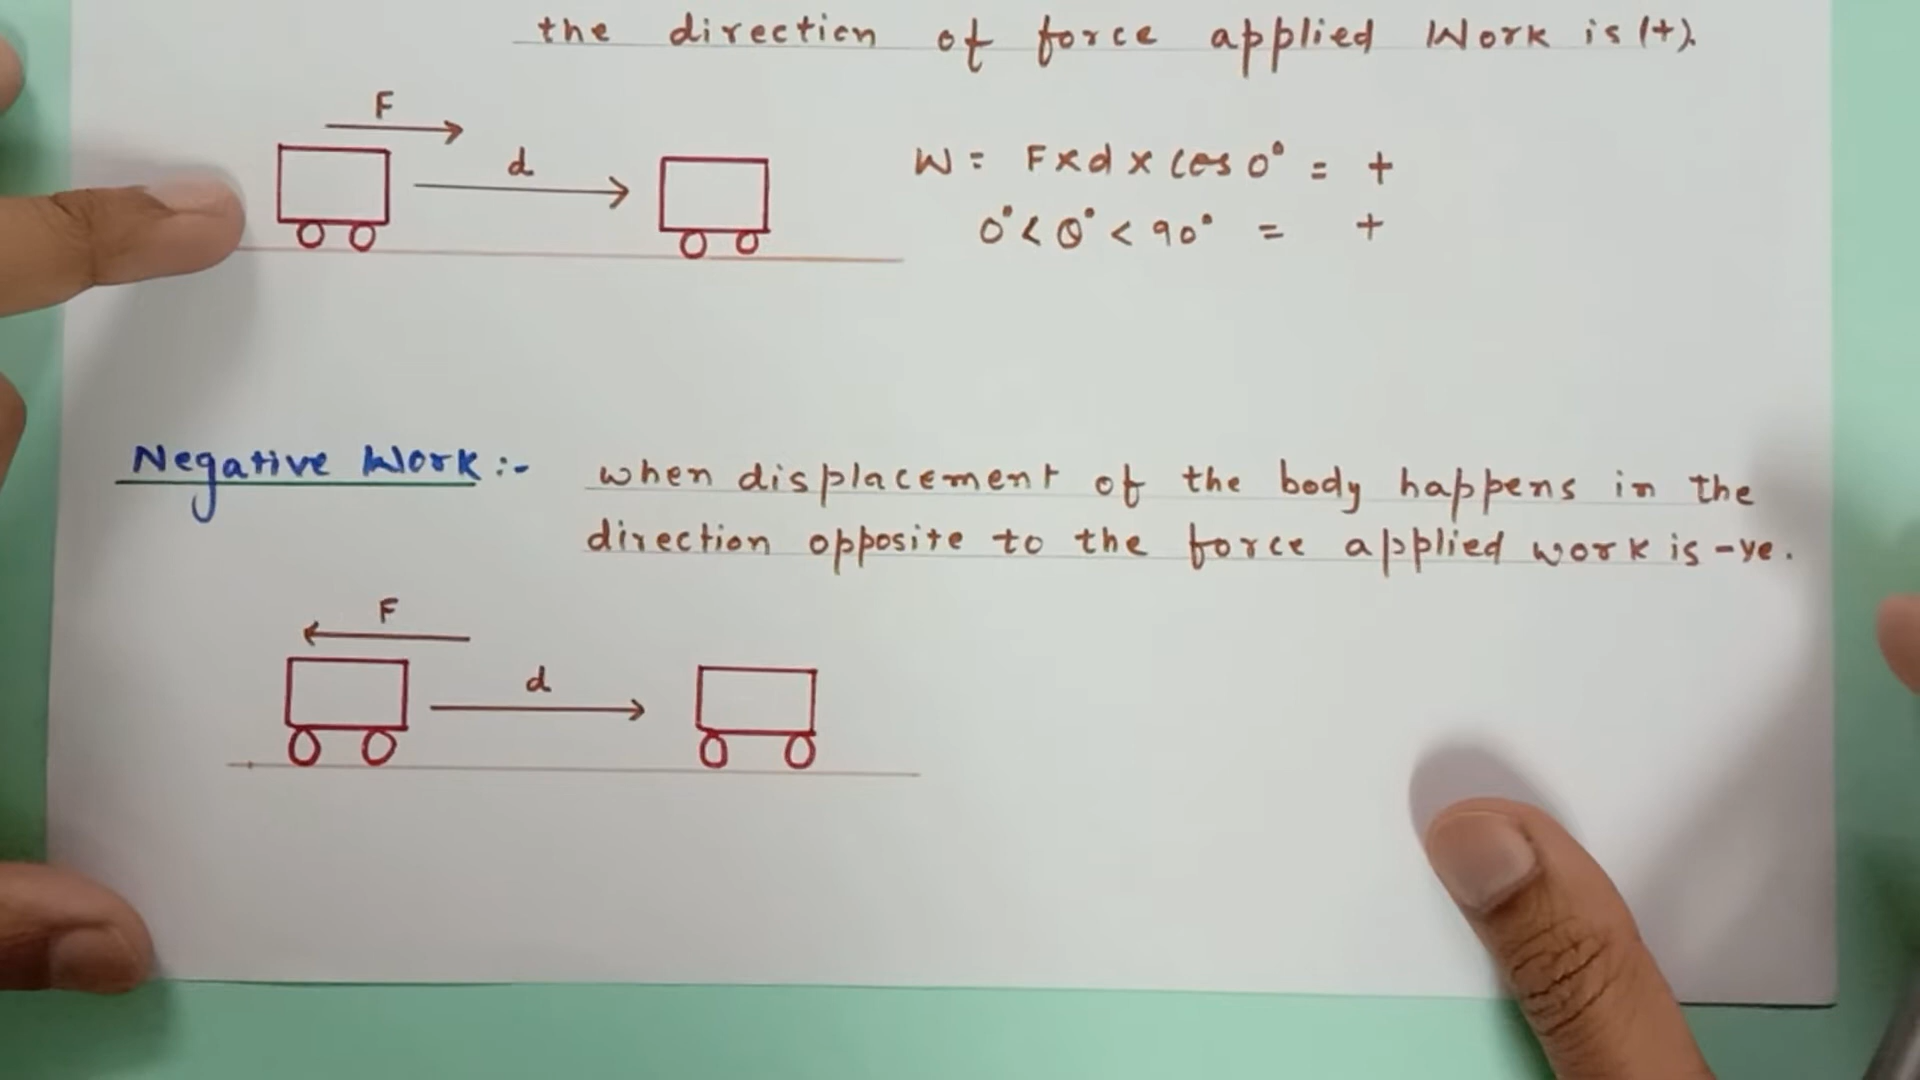 the direction of force applied Work is (+).
F
d
W = F x d x cos 0° = +
0° < θ° < 90° = +
Negative Work :- when displacement of the body happens in the
direction opposite to the force applied work is -ve.
F
d